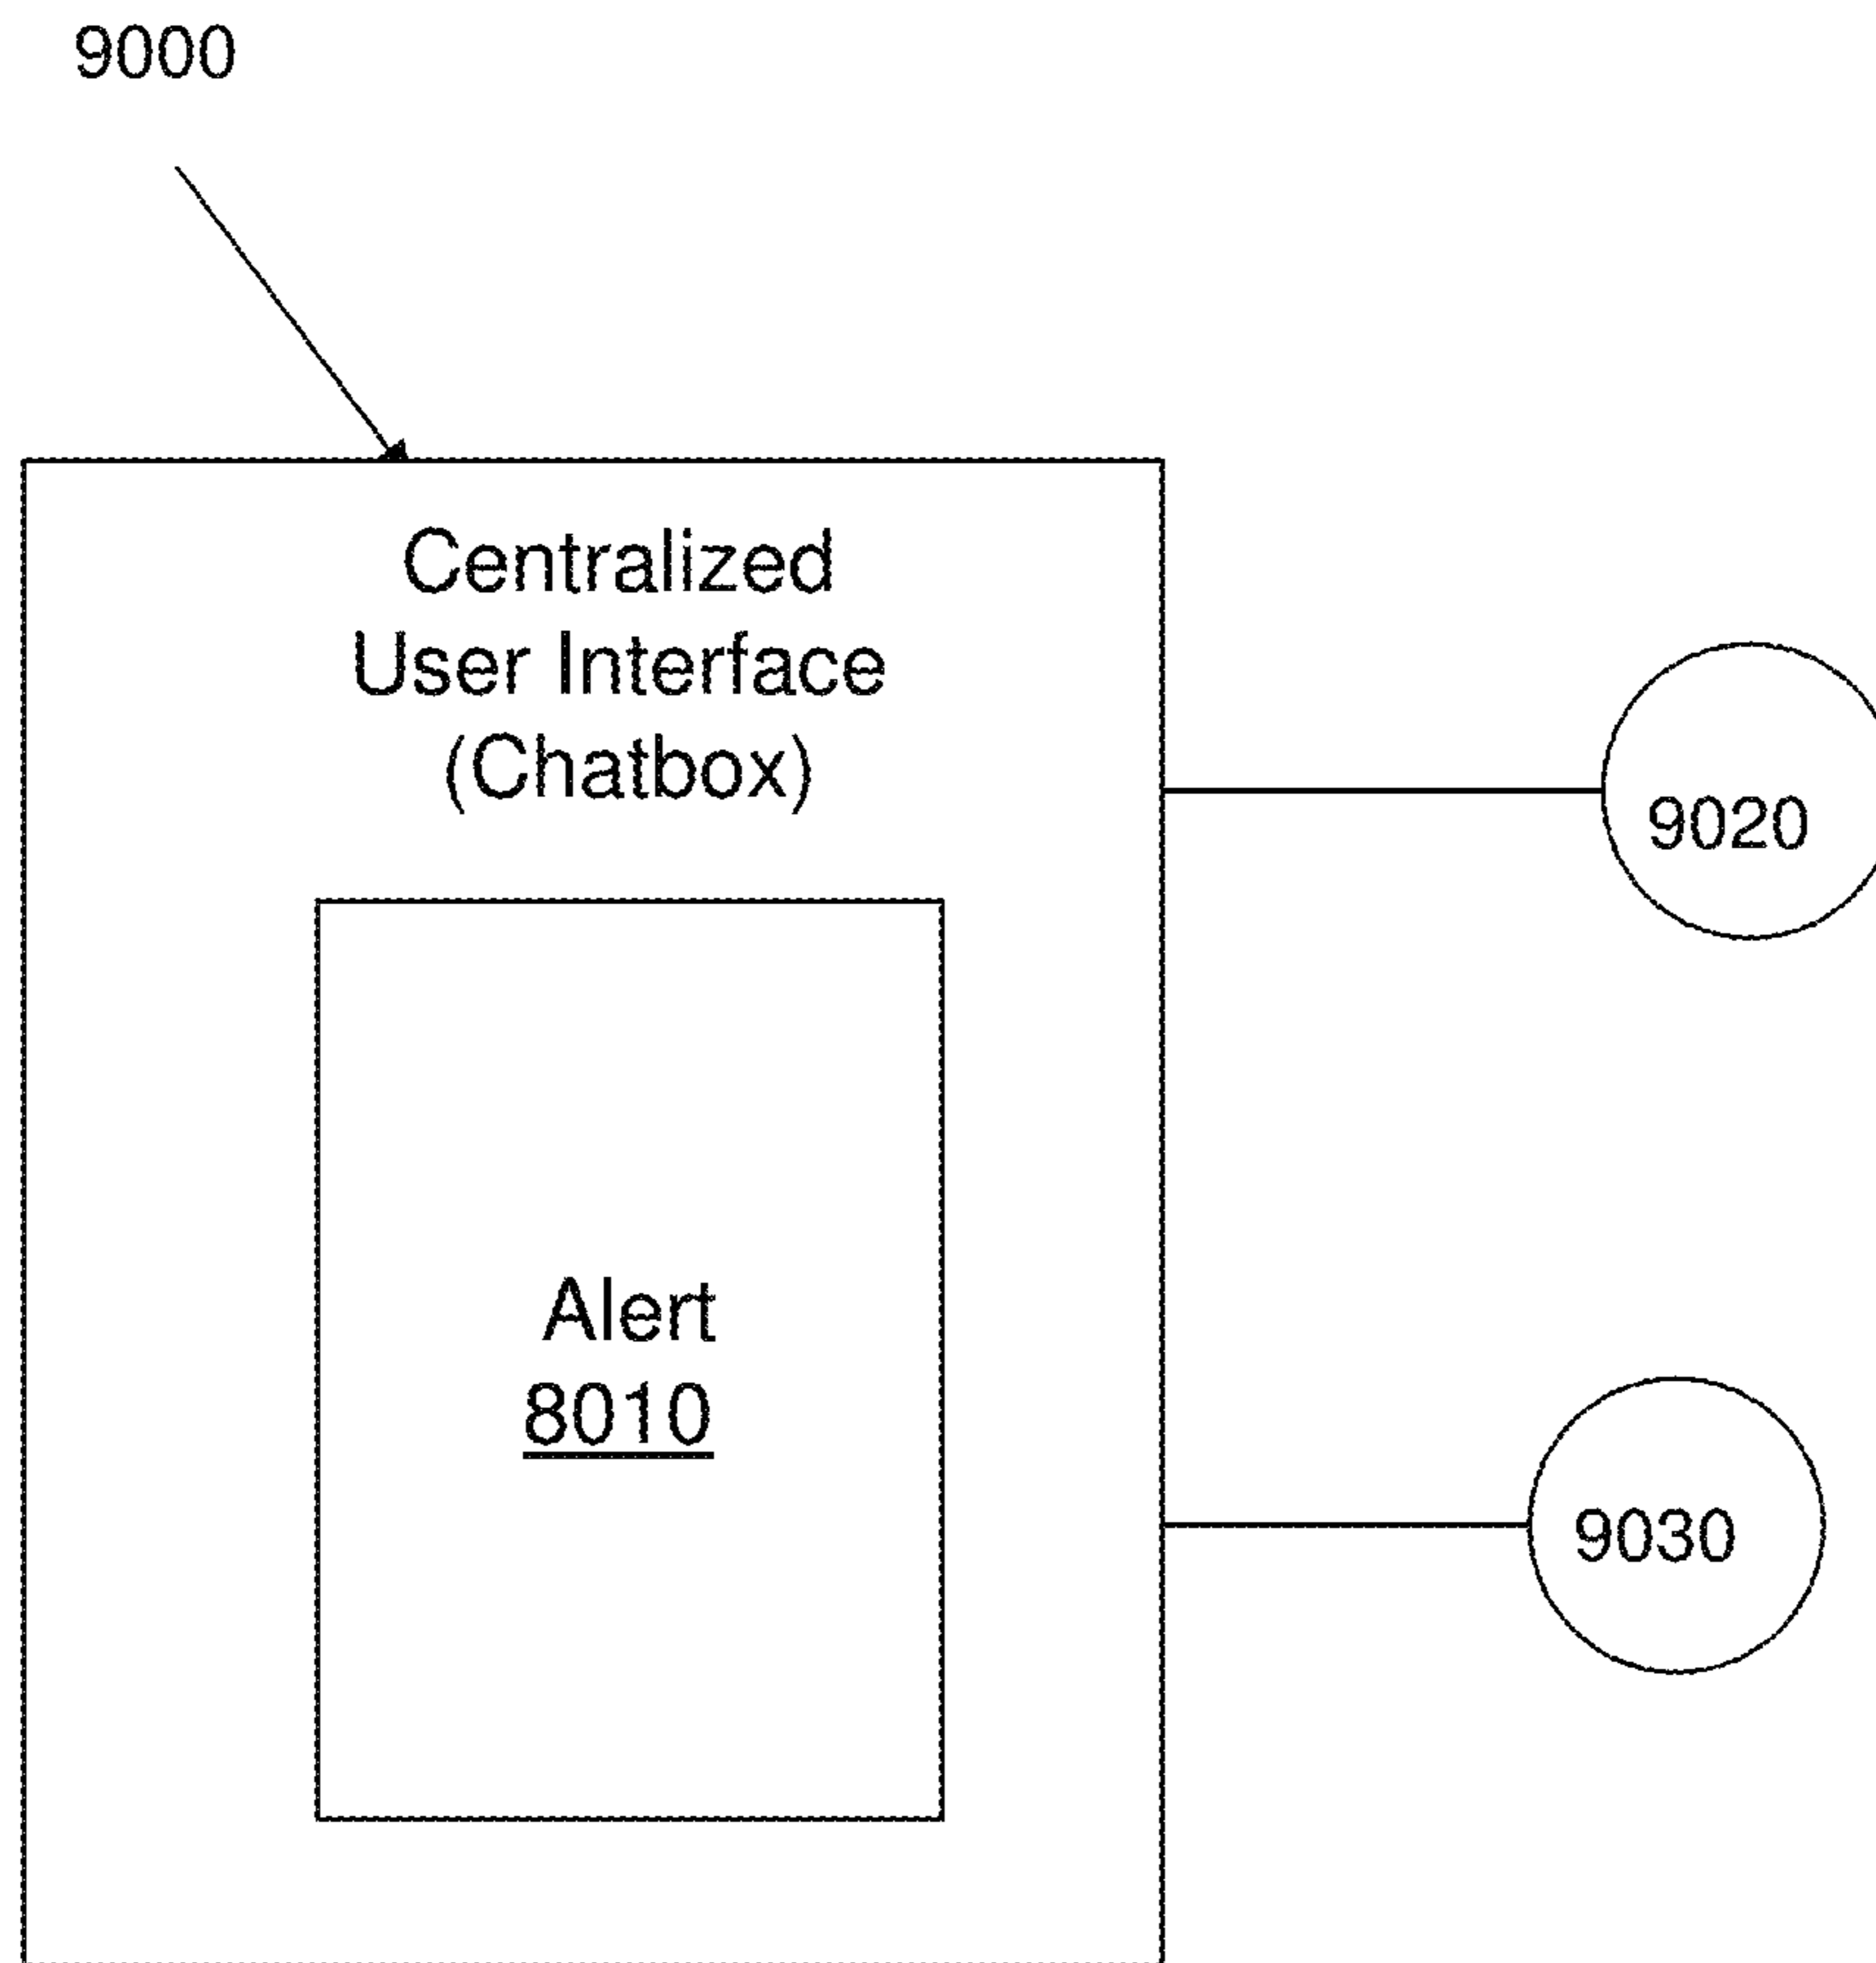 9000
Centralized
User Interface
(Chatbox)
9020
Alert
8010
9030